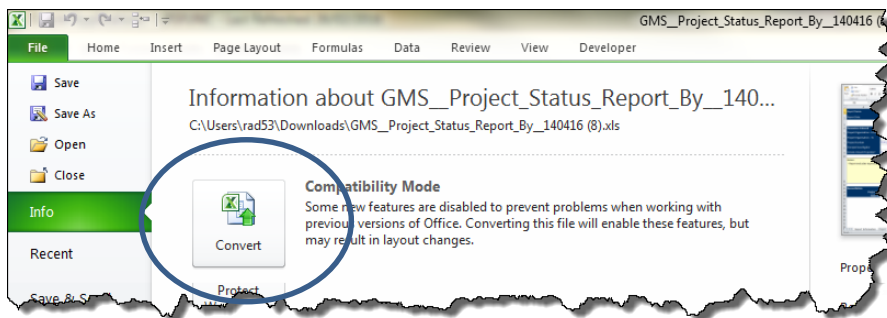 GMS__Project_Status_Report_By__140416 (
File Home Insert Page Layout Formulas Data Review View Developer
Save
Save As
Open
Close
Info
Recent
Save & S
Information about GMS__Project_Status_Report_By__140...
C:\Users\rad53\Downloads\GMS__Project_Status_Report_By__140416 (8).xls
Convert
Compatibility Mode
Some new features are disabled to prevent problems when working with
previous versions of Office. Converting this file will enable these features, but
may result in layout changes.
Protect
Prope